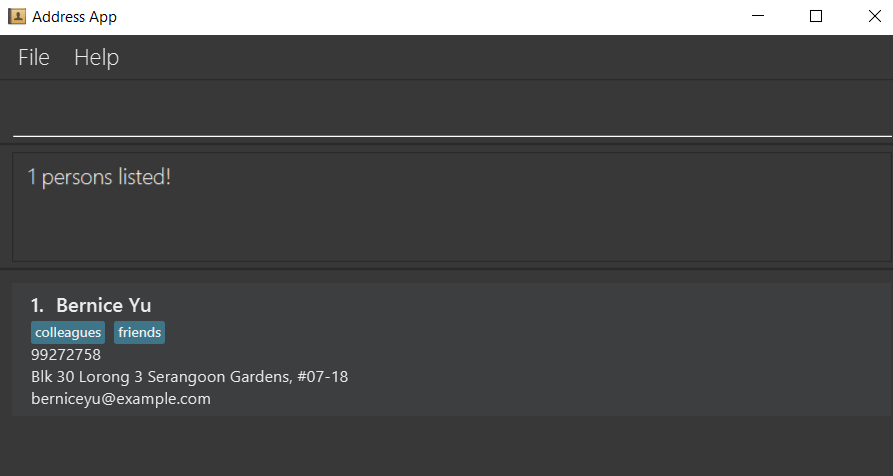 Address App
File Help
1 persons listed!
1. Bernice Yu
colleagues friends
99272758
Blk 30 Lorong 3 Serangoon Gardens, #07-18
berniceyu@example.com